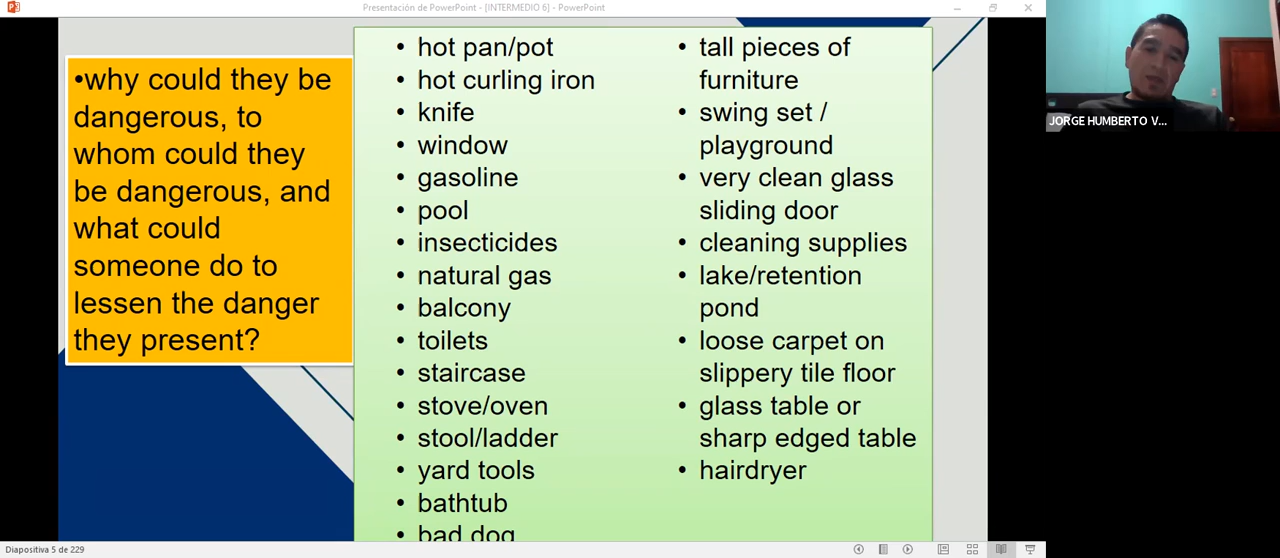 Presentación de PowerPoint - [INTERMEDIO 6] - PowerPoint
•why could they be
dangerous, to
whom could they
be dangerous, and
what could
someone do to
lessen the danger
they present?
• hot pan/pot
• hot curling iron
• knife
• window
• gasoline
• pool
• insecticides
• natural gas
• balcony
• toilets
• staircase
• stove/oven
• stool/ladder
• yard tools
• bathtub
• bad dog
• tall pieces of
furniture
• swing set /
playground
• very clean glass
sliding door
• cleaning supplies
• lake/retention
pond
• loose carpet on
slippery tile floor
• glass table or
sharp edged table
• hairdryer
JORGE HUMBERTO V...
Diapositiva 5 de 229